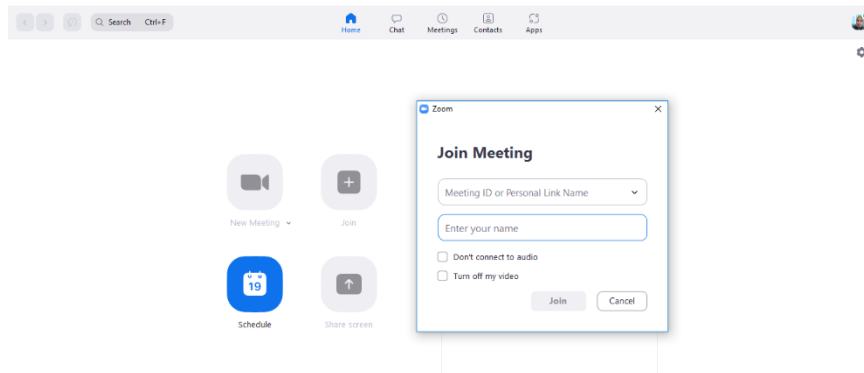 Search Ctrl+F
Home Chat Meetings Contacts Apps
Zoom
Join Meeting
Meeting ID or Personal Link Name
New Meeting Join
Enter your name
Don't connect to audio
Turn off my video
19
Join Cancel
Schedule Share screen